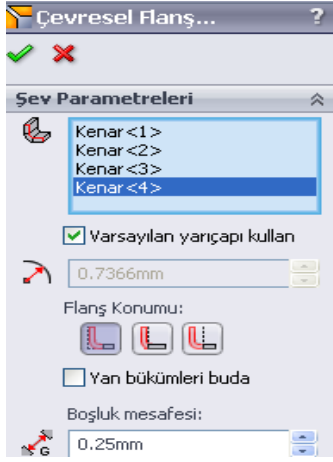 Çevresel Flanş... ?
Şev Parametreleri
Kenar<1>
Kenar<2>
Kenar<3>
Kenar<4>
Varsayılan yarıçapı kullan
0.7366mm
Flanş Konumu:
Yan bükümleri buda
Boşluk mesafesi:
G 0.25mm